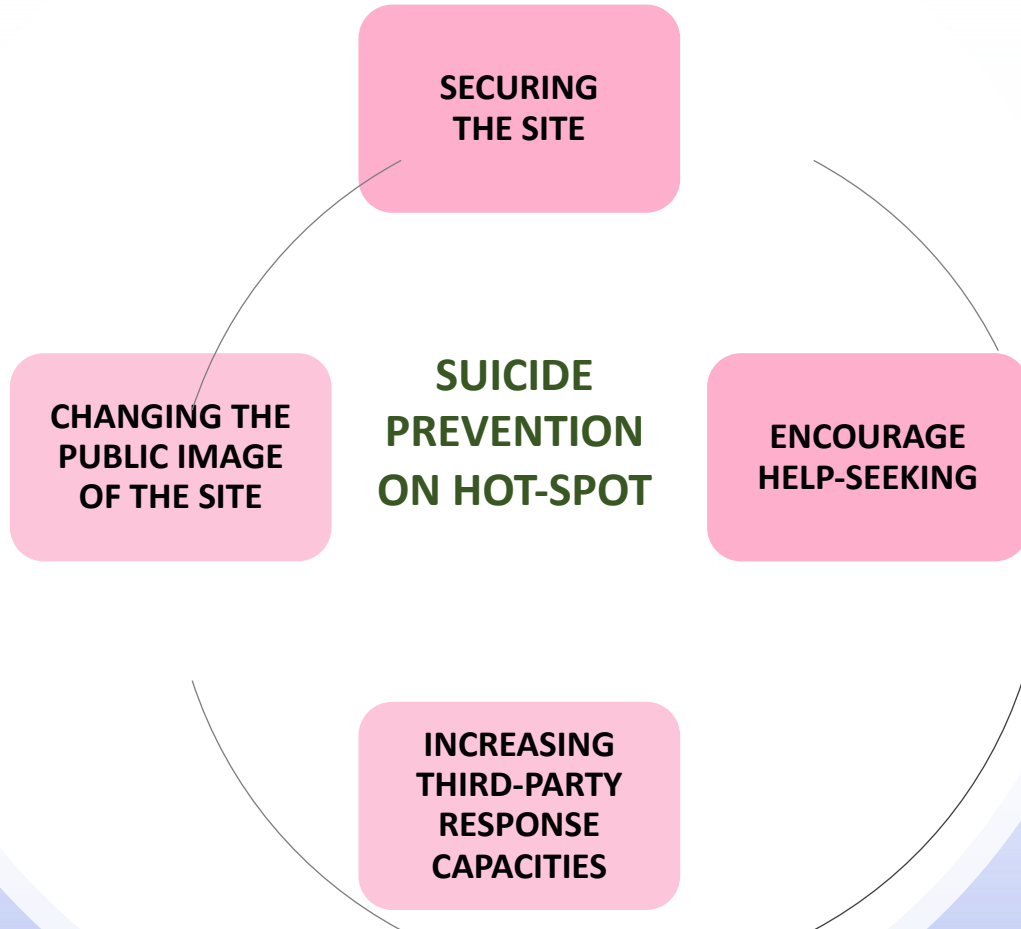 SECURING
THE SITE
CHANGING THE
PUBLIC IMAGE
OF THE SITE
SUICIDE
PREVENTION
ON HOT-SPOT
ENCOURAGE
HELP-SEEKING
INCREASING
THIRD-PARTY
RESPONSE
CAPACITIES